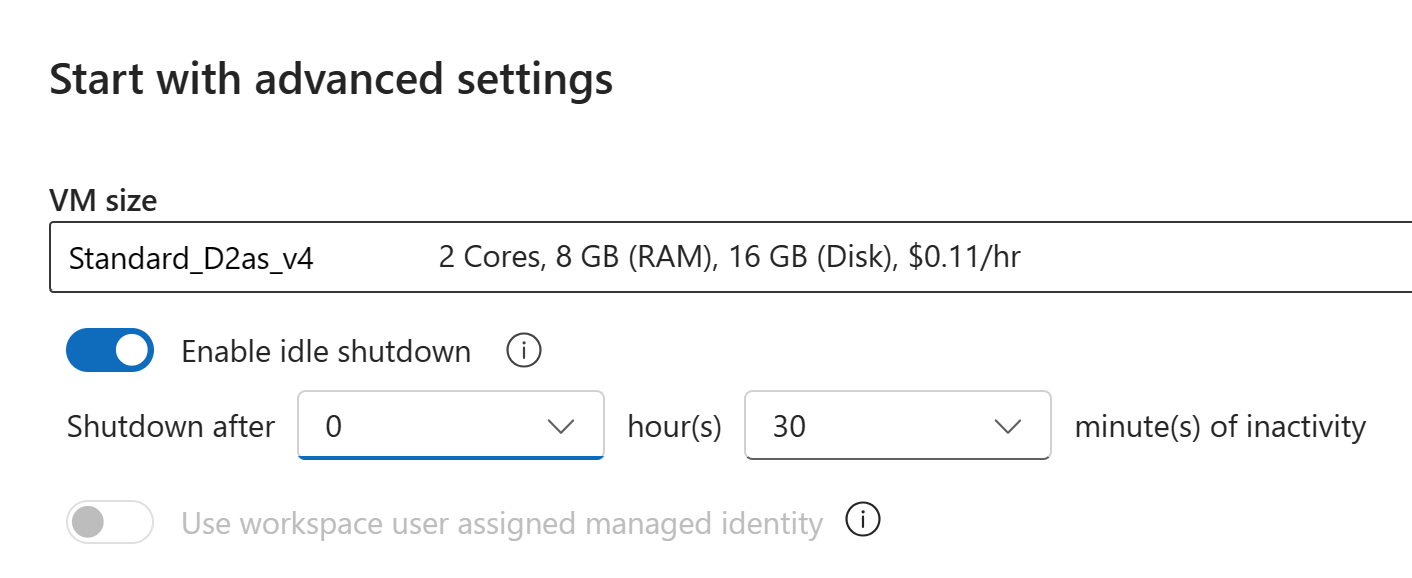 Start with advanced settings
VM size
Standard_D2as_v4 2 Cores, 8 GB (RAM), 16 GB (Disk), $0.11/hr
Enable idle shutdown
Shutdown after 0 hour(s) 30 minute(s) of inactivity
Use workspace user assigned managed identity